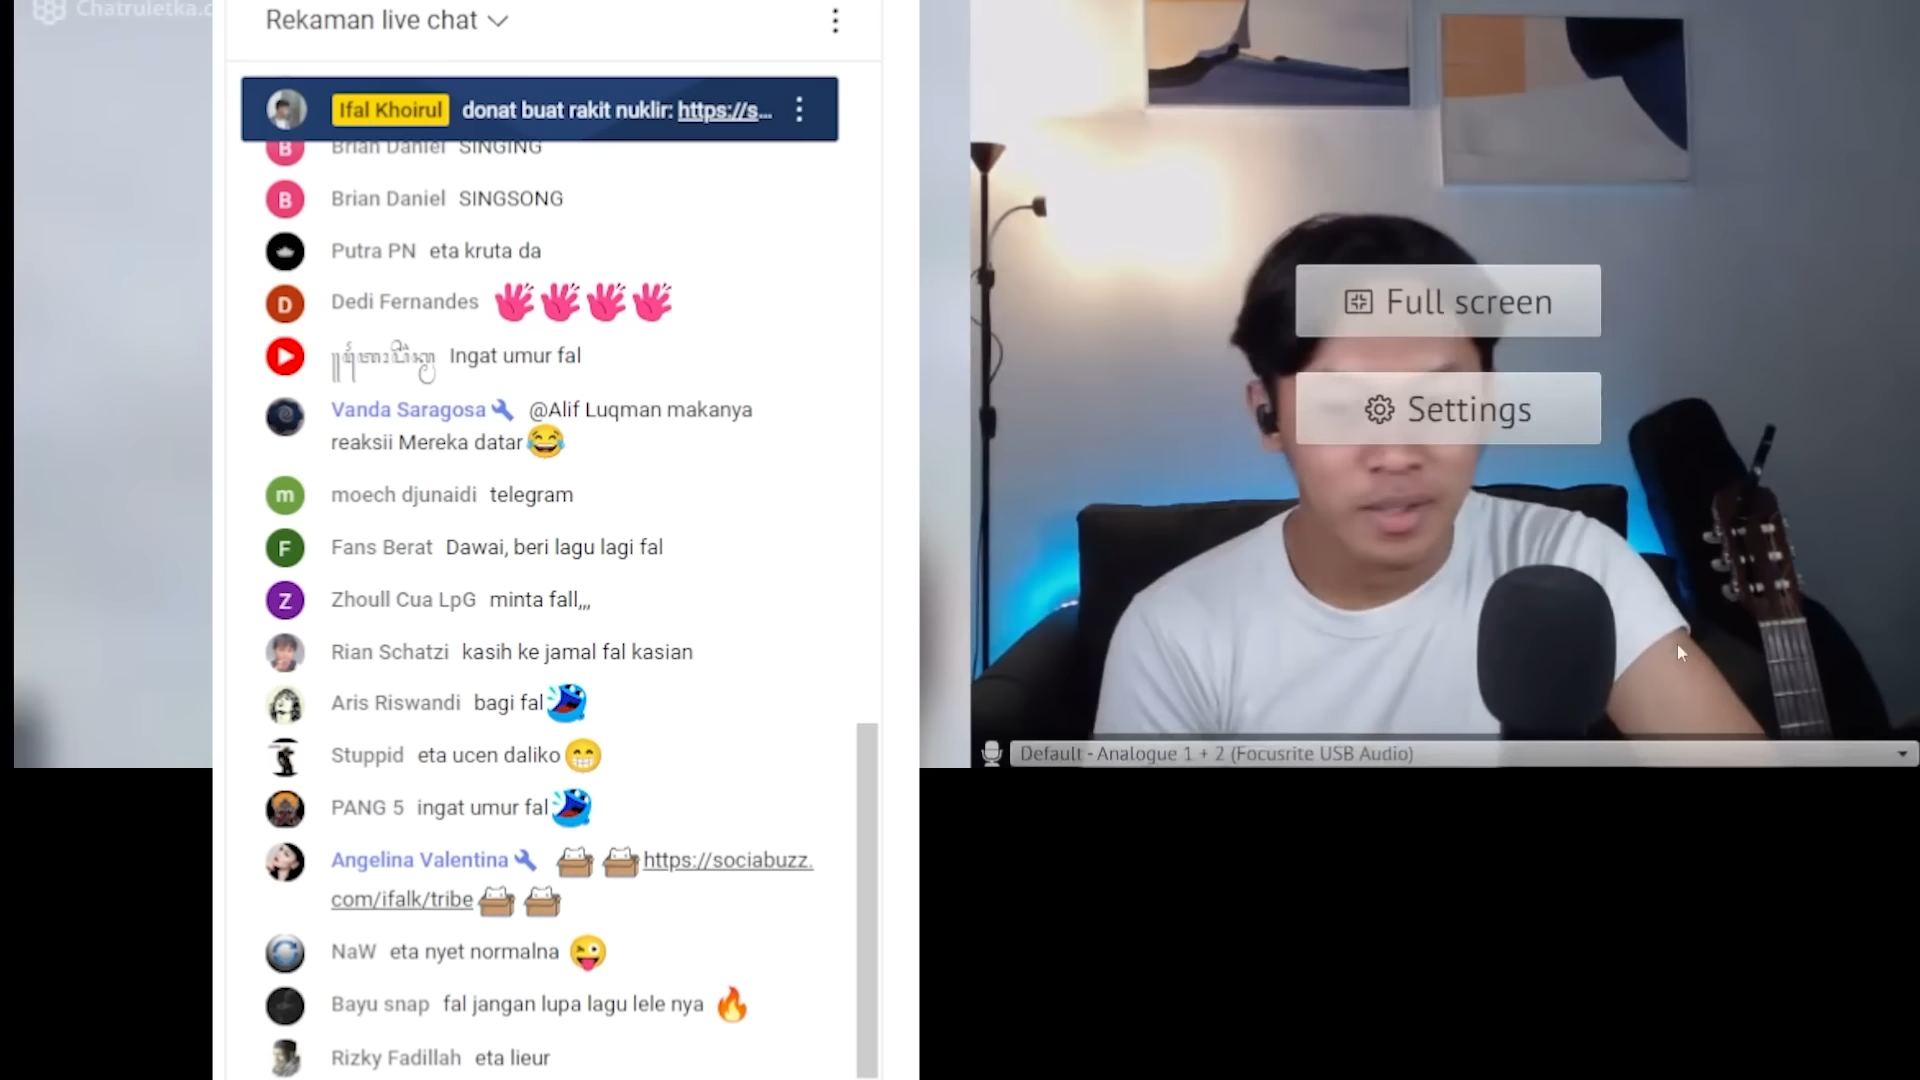 Chatruletka.c
Rekaman live chat
Ifal Khoirul donat buat rakit nuklir: https://s...
Brian Daniel SINGING
Brian Daniel SINGSONG
Putra PN eta kruta da
Dedi Fernandes
Ingat umur fal
Vanda Saragosa @Alif Luqman makanya
reaksii Mereka datar
moech djunaidi telegram
Fans Berat Dawai, beri lagu lagi fal
Zhoull Cua LpG minta fall,,,
Rian Schatzi kasih ke jamal fal kasian
Aris Riswandi bagi fal
Stuppid eta ucen daliko
PANG 5 ingat umur fal
Angelina Valentina https://sociabuzz.
com/ifalk/tribe
NaW eta nyet normalna
Bayu snap fal jangan lupa lagu lele nya
Rizky Fadillah eta lieur
Full screen
Settings
Default - Analogue 1 + 2 (Focusrite USB Audio)